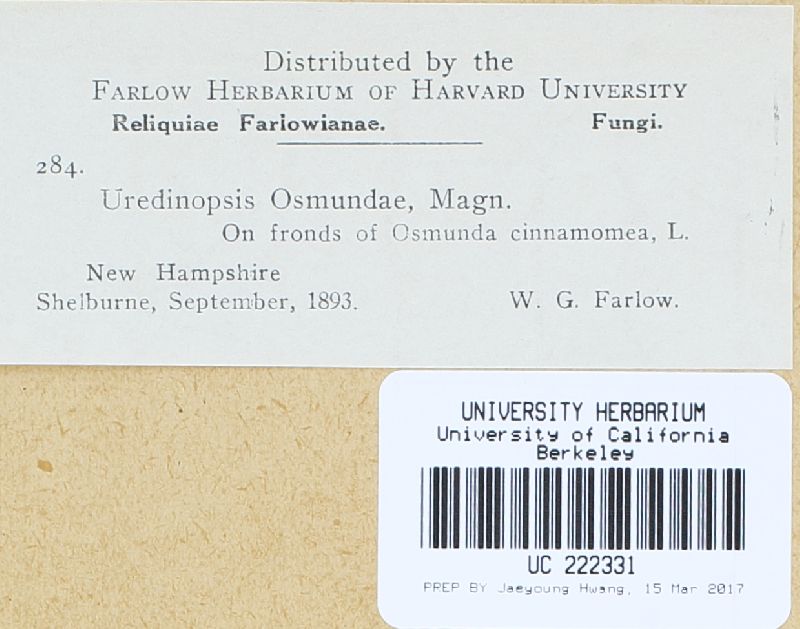 Distributed by the
Farlow Herbarium of Harvard University
Reliquiae Farlowianae. Fungi.
284.
Uredinopsis Osmundae, Magn.
On fronds of Osmunda cinnamomea, L.
New Hampshire
Shelburne, September, 1893. W. G. Farlow.
UNIVERSITY HERBARIUM
University of California
Berkeley
UC 222331
PREP BY Jaeyoung Hwang, 15 Mar 2017